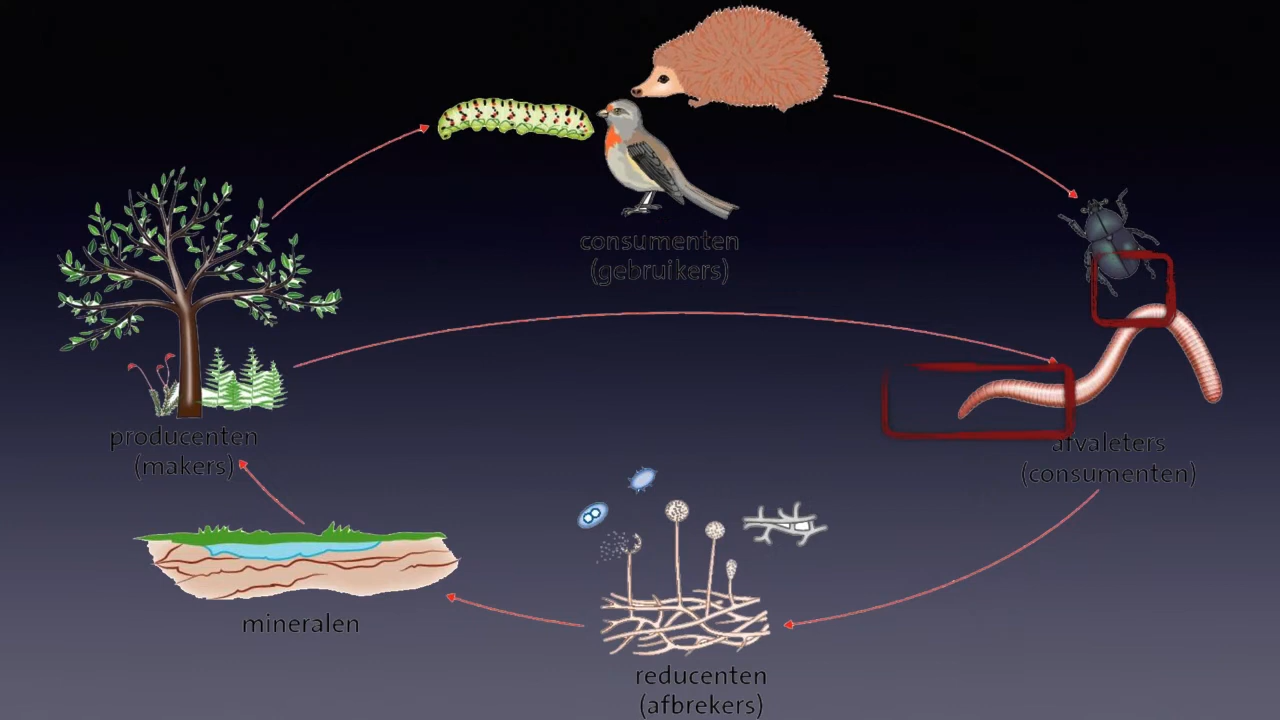 consumenten
(gebruikers)
producenten
(makers)
afvaleters
(consumenten)
mineralen
reducenten
(afbrekers)